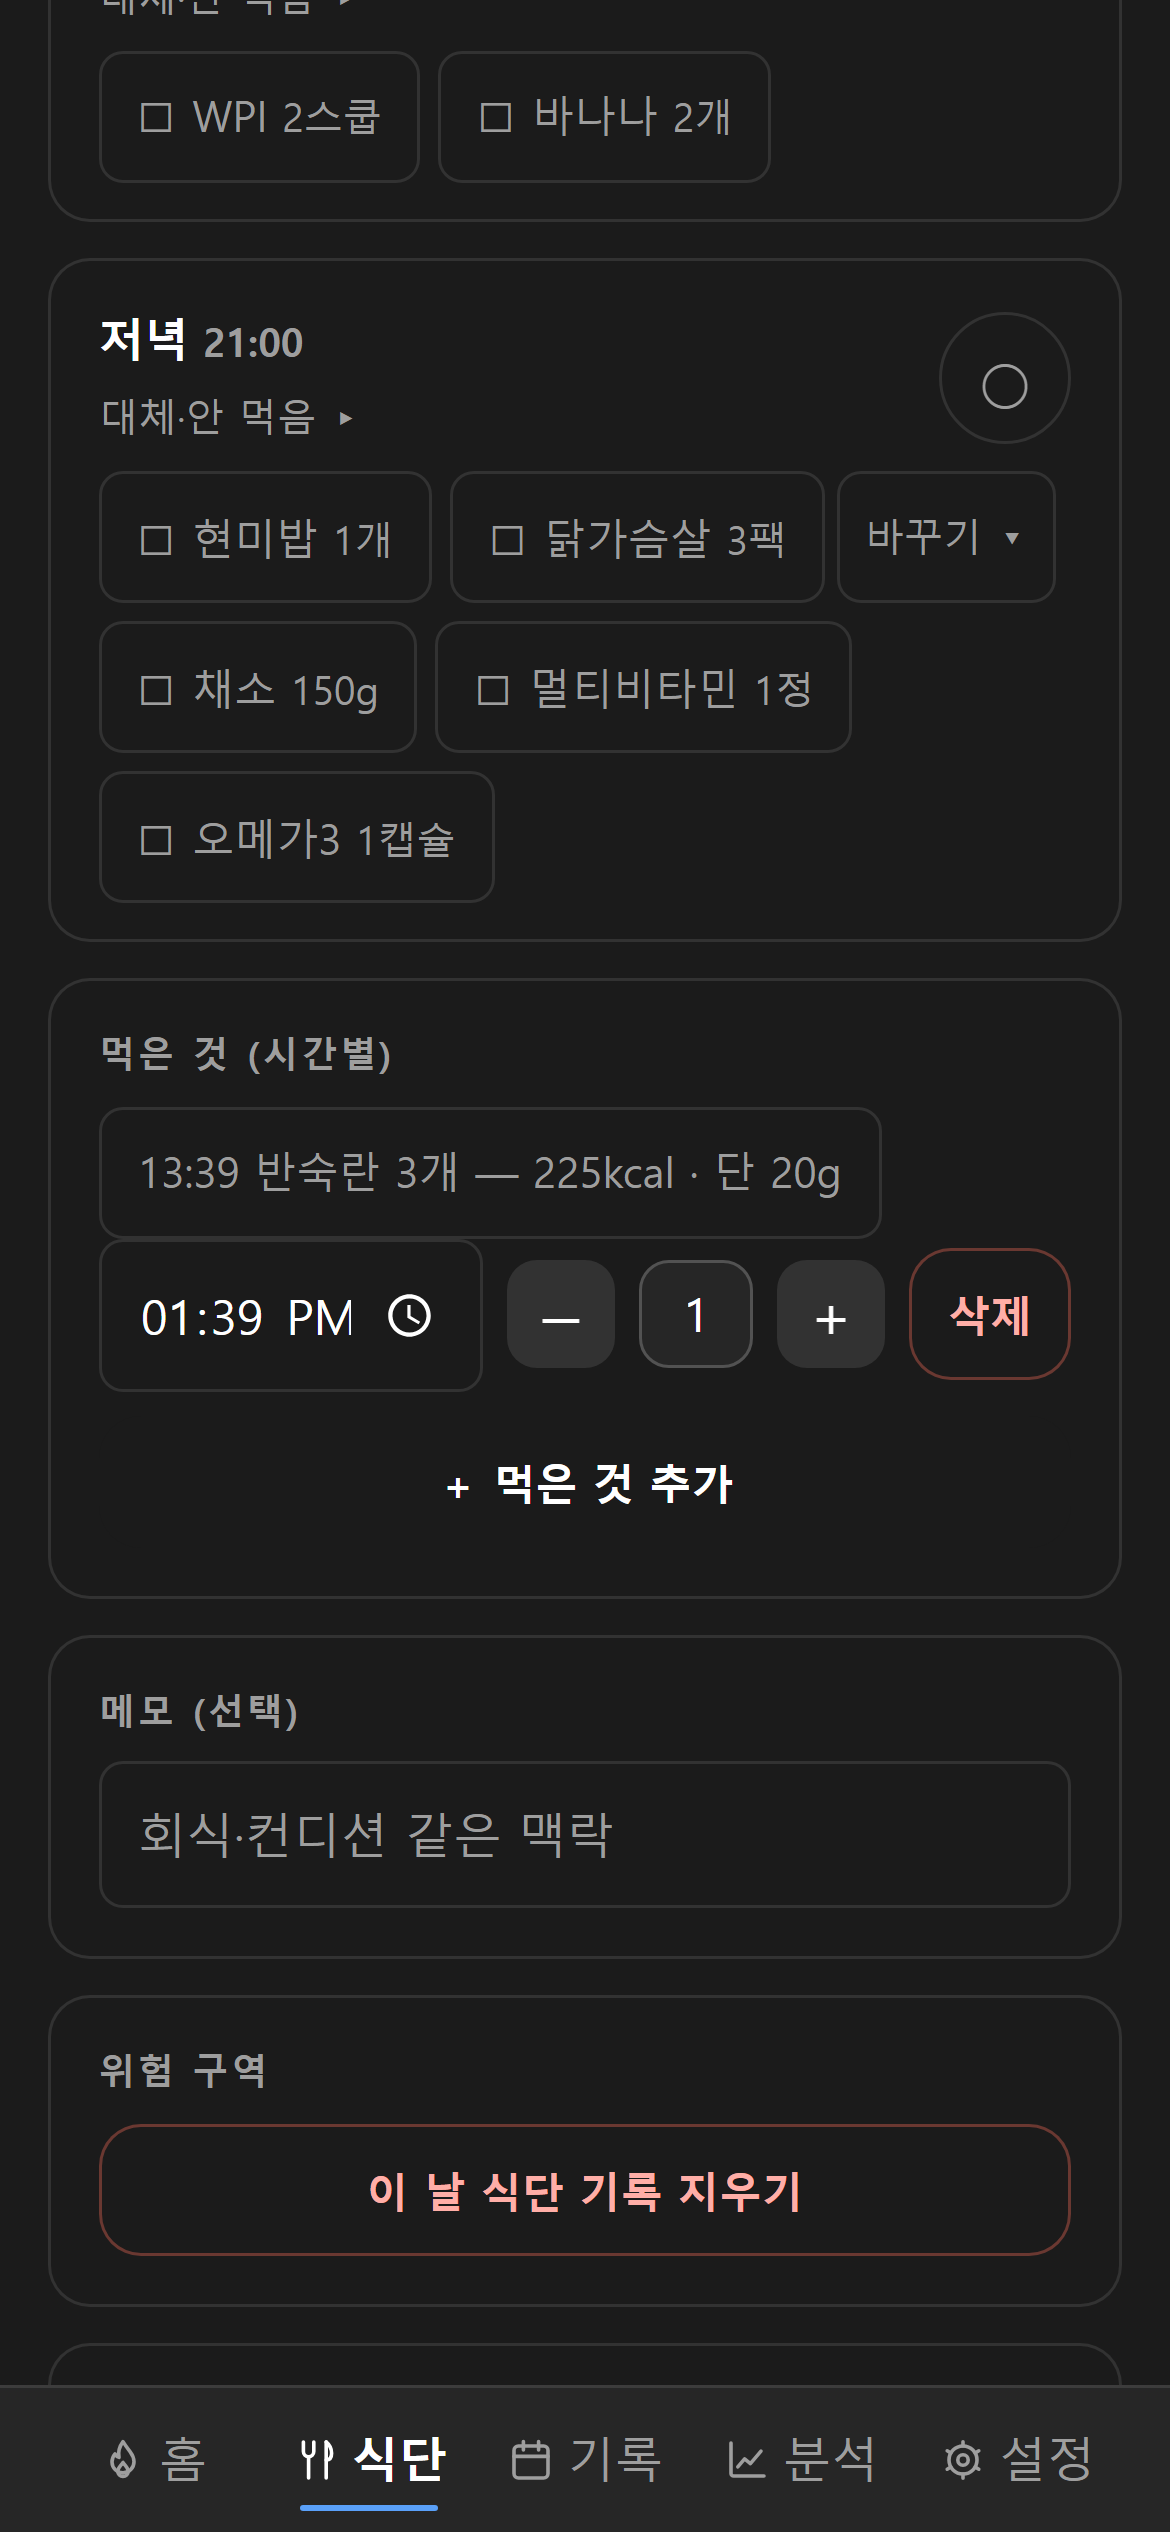 대체·안 먹음 ▸
☐ WPI 2스쿱 ☐ 바나나 2개
저녁 21:00
대체·안 먹음 ▸
☐ 현미밥 1개 ☐ 닭가슴살 3팩 바꾸기 ▾
☐ 채소 150g ☐ 멀티비타민 1정
☐ 오메가3 1캡슐
먹은 것 (시간별)
13:39 반숙란 3개 — 225kcal · 단 20g
01:39 PM — 1 + 삭제
+ 먹은 것 추가
메모 (선택)
회식·컨디션 같은 맥락
위험 구역
이 날 식단 기록 지우기
홈 식단 기록 분석 설정